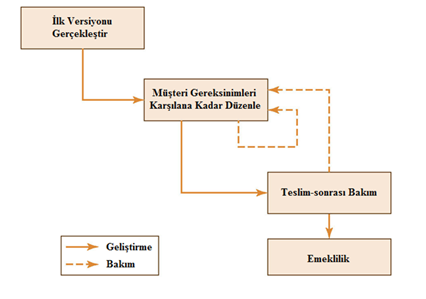 İlk Versiyonu
Gerçekleştir
Müşteri Gereksinimleri
Karşılana Kadar Düzenle
Teslim-sonrası Bakım
Geliştirme
Bakım
Emeklilik